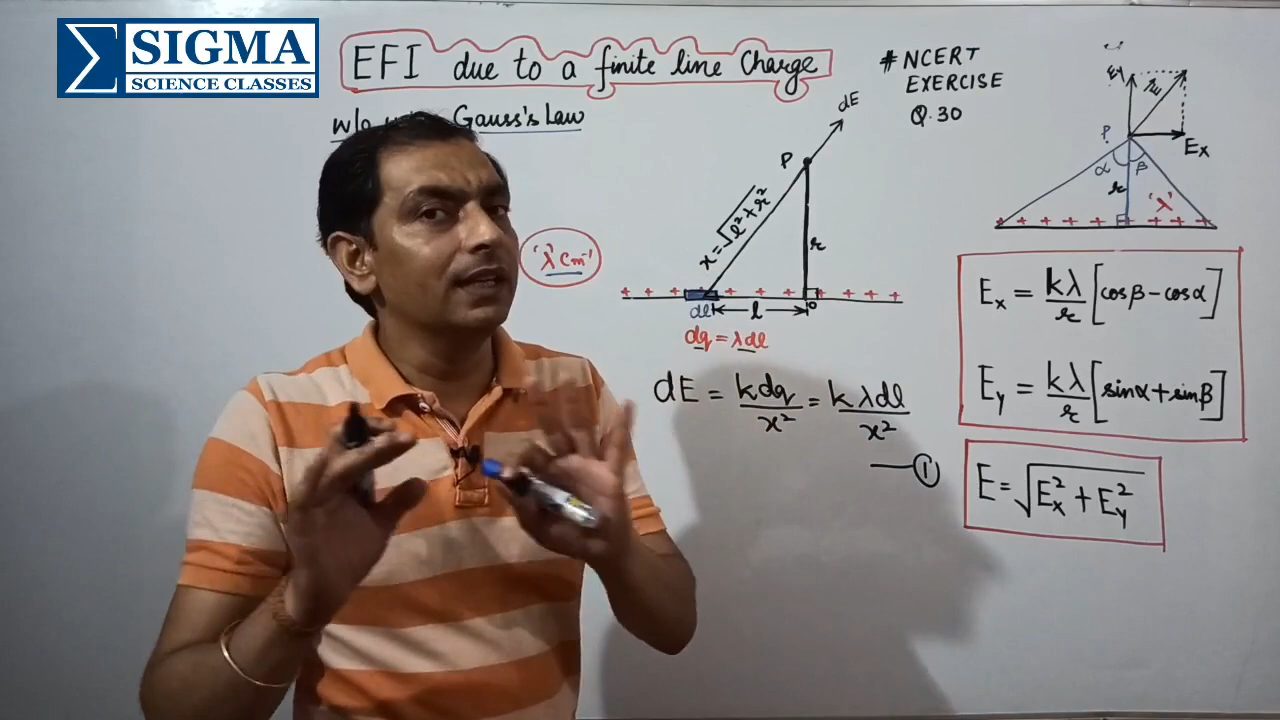 Σ SIGMA
SCIENCE CLASSES
EFI due to a finite line Charge
w/o Gauss's Law
# NCERT
EXERCISE
Q.30
'λ' Cm⁻¹
dE
P
x = √l²+r²
r
+ + + + + + + + +
dl
l
O
dq = λdl
dE = kdq/x² = kλdl/x²
—①
Ey
Ex
P
α β
r
'λ'
+ + + + + + + + +
Ex = kλ/r [cosβ - cosα]
Ey = kλ/r [sinα + sinβ]
E = √Ex² + Ey²